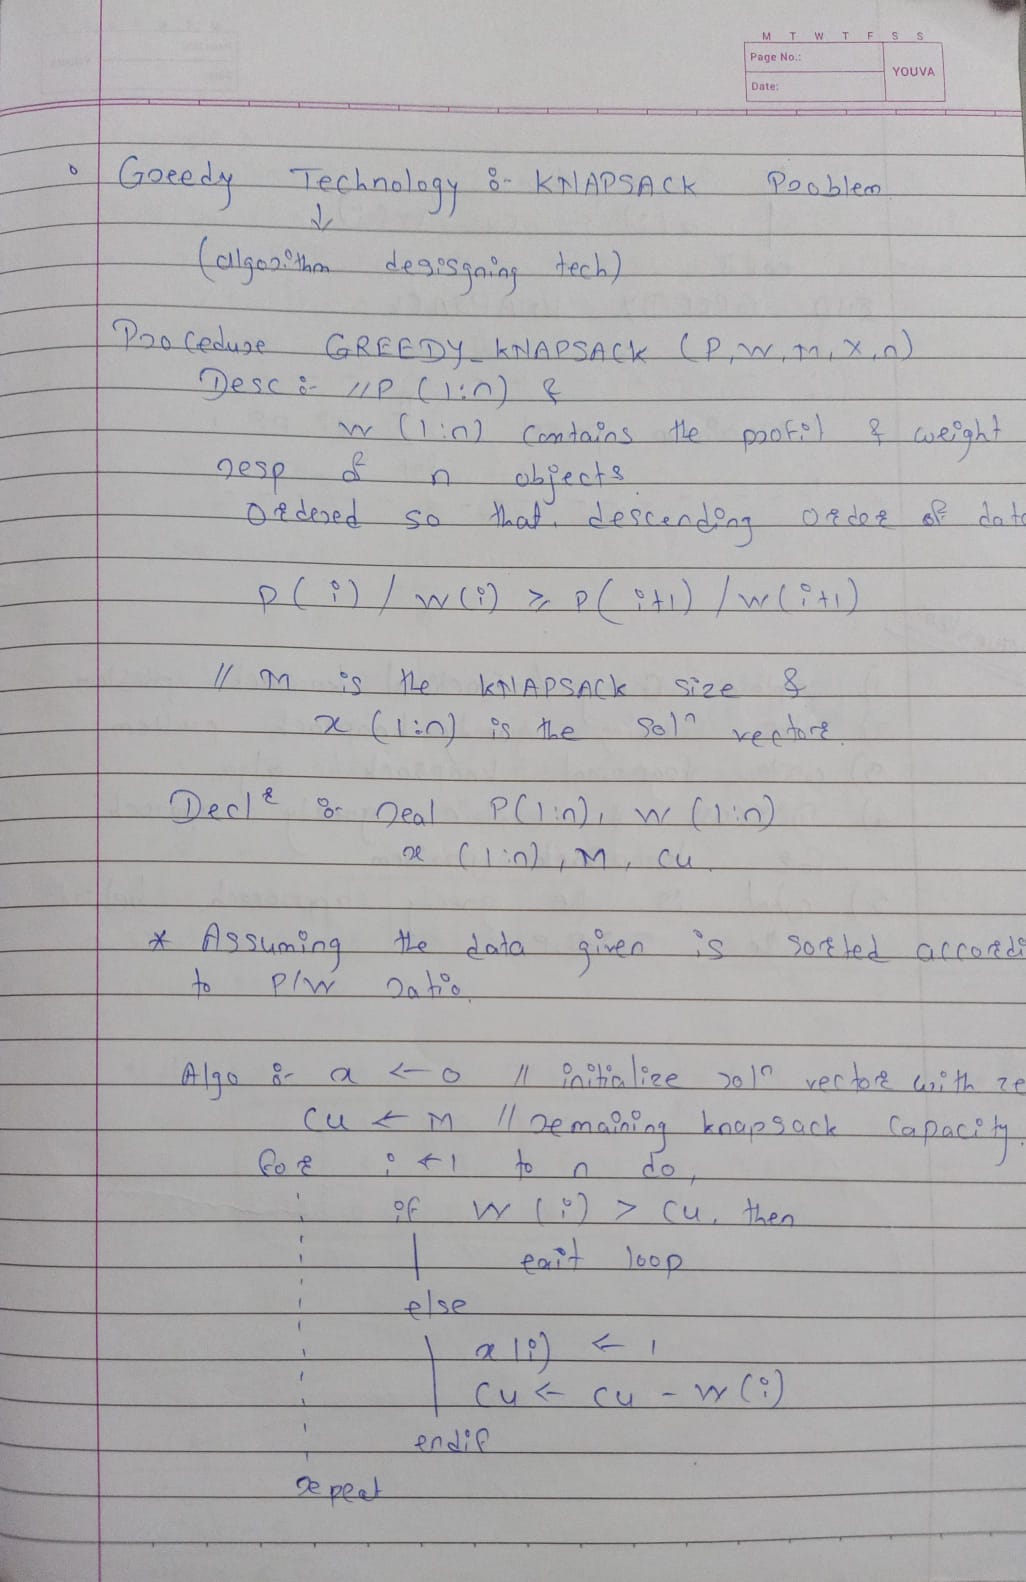 M T W T F S S
Page No.:
YOUVA
Date:
Greedy Technology :- KNAPSACK Problem
↓
(algorithm degisgning tech)
Procedure GREEDY_KNAPSACK (P, W, M, X, n)
Desc :- // P (1:n) &
W (1:n) contains the profit & weight
resp of n objects
Ordered so that. descending order of data
P(i) / W(i) ≥ P(i+1) / W(i+1)
// M is the KNAPSACK size &
x (1:n) is the solⁿ vector.
Declʳ :- real P(1:n), W (1:n)
x (1:n), M, cu.
* Assuming the data given is sorted accordi
to P/W ratio.
Algo :- x ← 0 // initialize solⁿ vector with ze
cu ← M // remaining knapsack capacity.
for i ← 1 to n do,
if W (i) > cu, then
exit loop
else
x(i) ← 1
cu ← cu - W(i)
endif
repeat